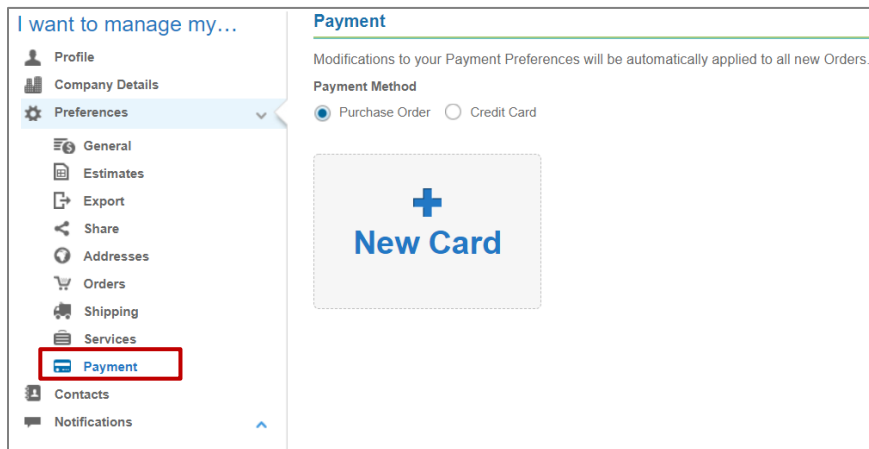 I want to manage my...
Profile
Company Details
Preferences
General
Estimates
Export
Share
Addresses
Orders
Shipping
Services
Payment
Contacts
Notifications
Payment
Modifications to your Payment Preferences will be automatically applied to all new Orders.
Payment Method
Purchase Order Credit Card
New Card